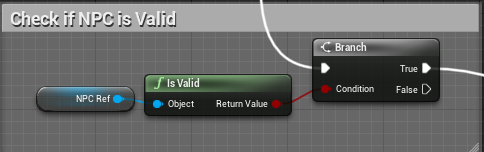 Check if NPC is Valid
Branch
True
Condition
False
f Is Valid
Object
Return Value
NPC Ref